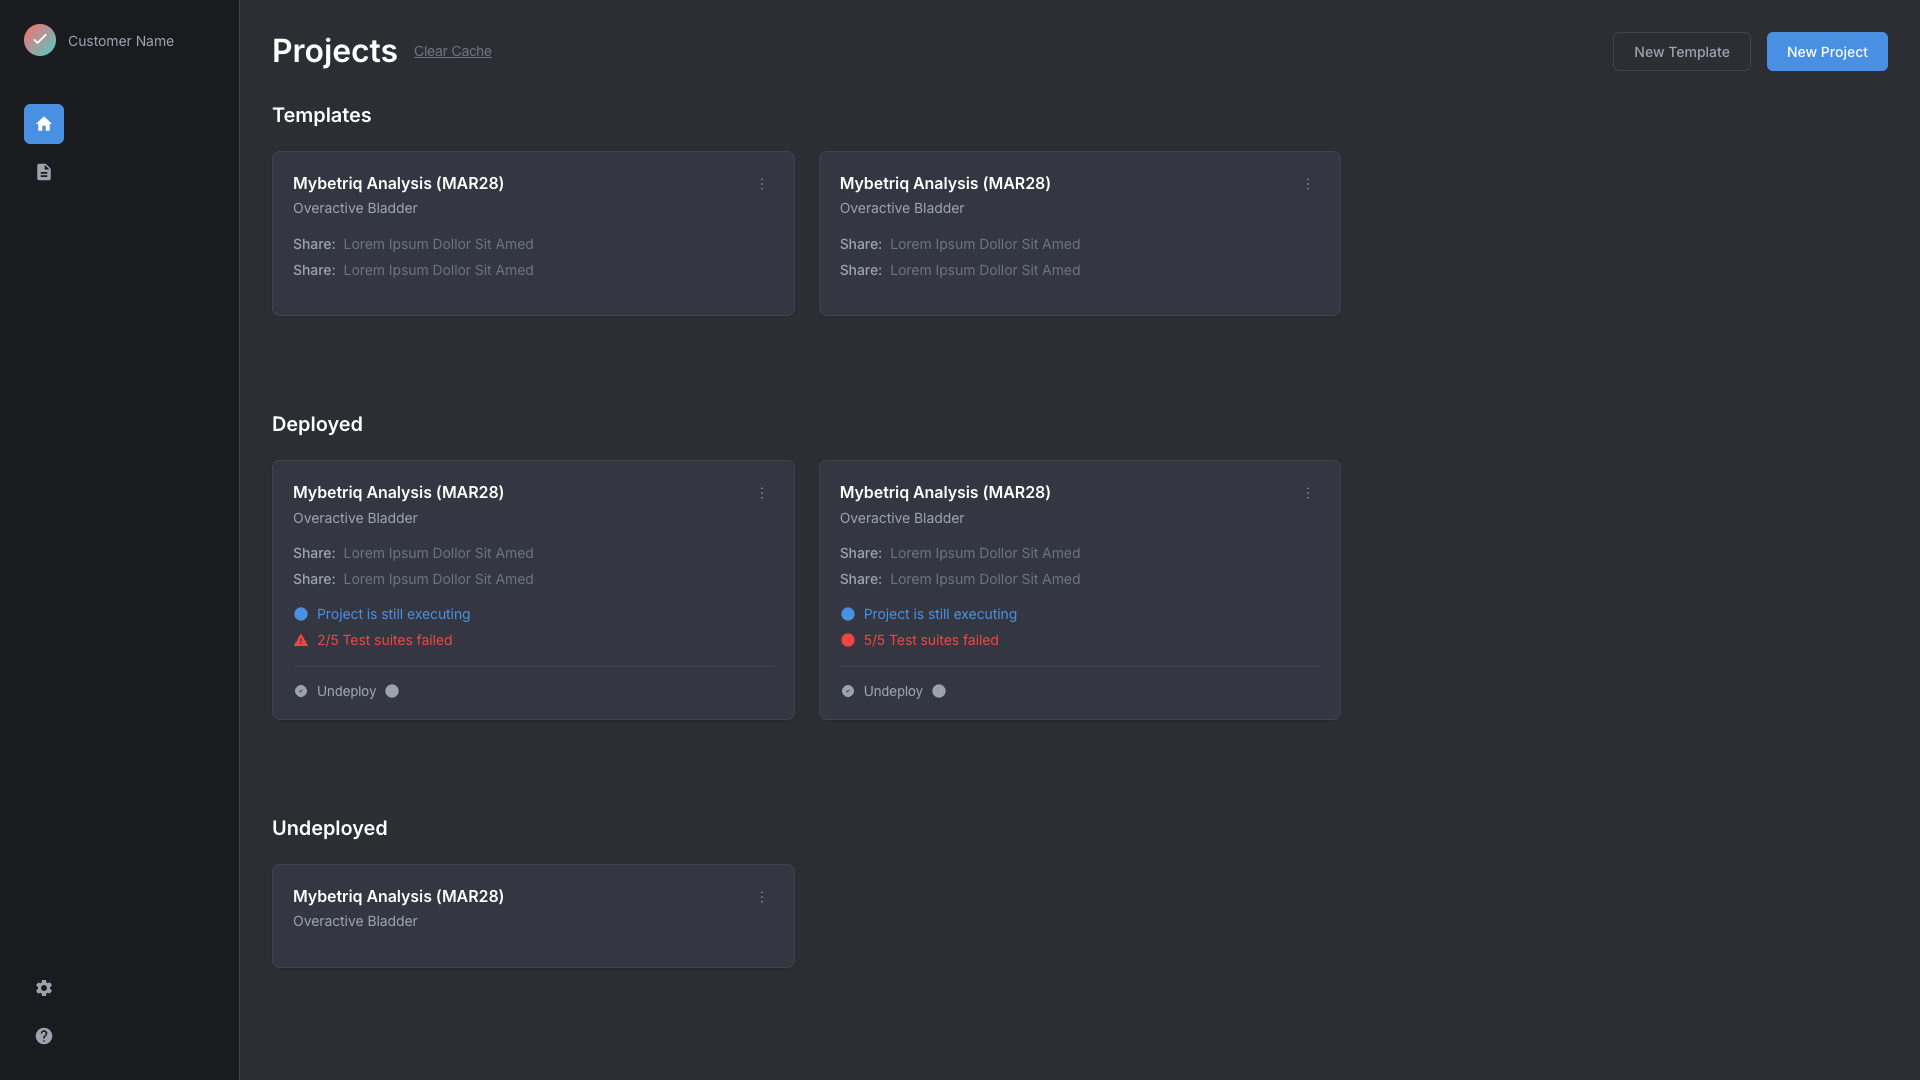 Customer Name
Projects
Clear Cache
New Template
New Project
Templates
Mybetriq Analysis (MAR28)
Overactive Bladder
Share: Lorem Ipsum Dollor Sit Amed
Share: Lorem Ipsum Dollor Sit Amed
Mybetriq Analysis (MAR28)
Overactive Bladder
Share: Lorem Ipsum Dollor Sit Amed
Share: Lorem Ipsum Dollor Sit Amed
Deployed
Mybetriq Analysis (MAR28)
Overactive Bladder
Share: Lorem Ipsum Dollor Sit Amed
Share: Lorem Ipsum Dollor Sit Amed
Project is still executing
2/5 Test suites failed
Undeploy
Mybetriq Analysis (MAR28)
Overactive Bladder
Share: Lorem Ipsum Dollor Sit Amed
Share: Lorem Ipsum Dollor Sit Amed
Project is still executing
5/5 Test suites failed
Undeploy
Undeployed
Mybetriq Analysis (MAR28)
Overactive Bladder